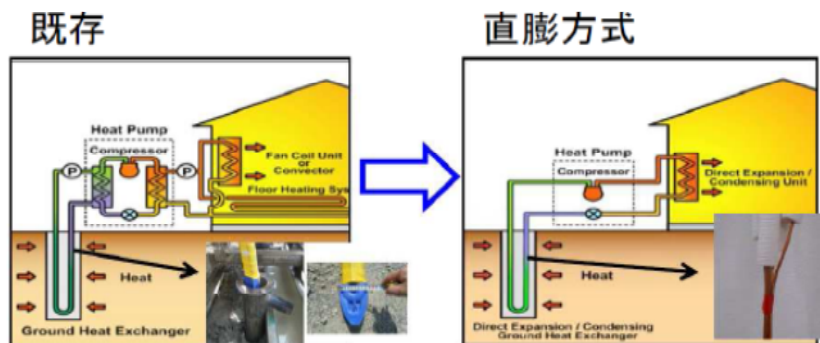 既存
直膨方式
Heat Pump
Compressor
P
P
Fan Coil Unit
or
Convector
Floor Heating Sys
Heat
Ground Heat Exchanger
Heat Pump
Compressor
Direct Expansion /
Condensing Unit
Heat
Direct Expansion / Condensing
Ground Heat Exchanger